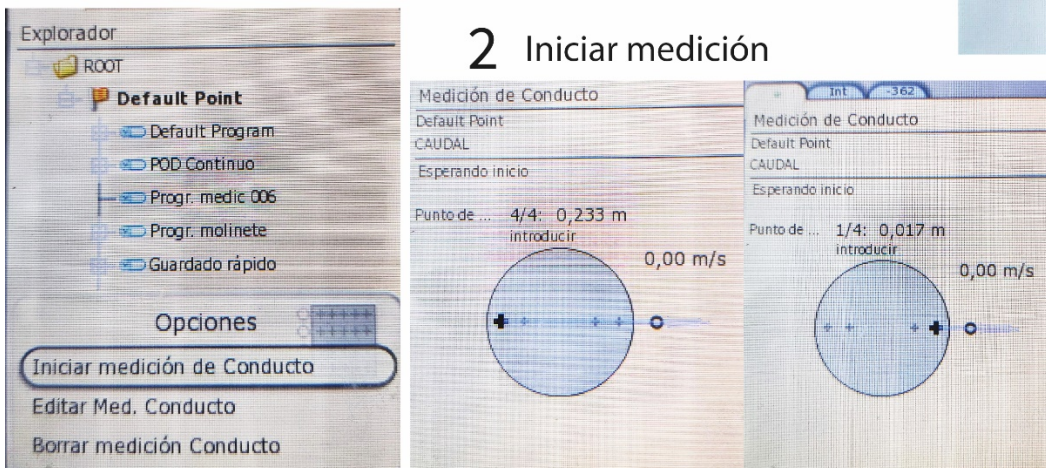 Explorador
ROOT
Default Point
Default Program
POD Continuo
Progr. medic 006
Progr. molinete
Guardado rápido
Opciones
Iniciar medición de Conducto
Editar Med. Conducto
Borrar medición Conducto
2 Iniciar medición
Medición de Conducto
Default Point
CAUDAL
Esperando inicio
Punto de ... 4/4: 0,233 m
introducir
0,00 m/s
Int -362
Medición de Conducto
Default Point
CAUDAL
Esperando inicio
Punto de ... 1/4: 0,017 m
introducir
0,00 m/s